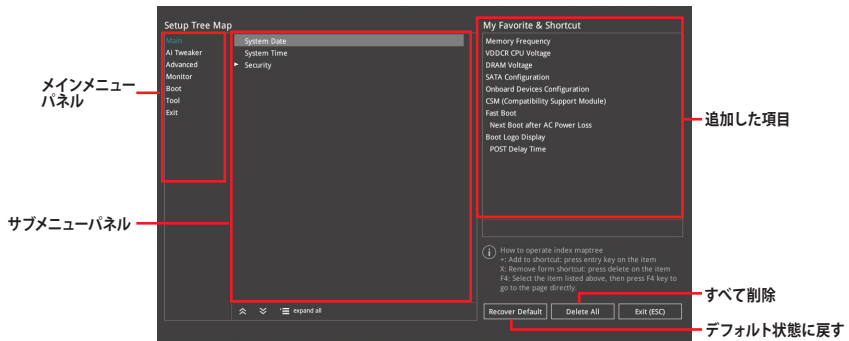 Setup Tree Map
Main
Ai Tweaker
Advanced
Monitor
Boot
Tool
Exit
System Date
System Time
Security
expand all
My Favorite & Shortcut
Memory Frequency
VDDCR CPU Voltage
DRAM Voltage
SATA Configuration
Onboard Devices Configuration
CSM (Compatibility Support Module)
Fast Boot
Next Boot after AC Power Loss
Boot Logo Display
POST Delay Time
How to operate index maptree
+: Add to shortcut: press entry key on the item
X: Remove form shortcut: press delete on the item
F4: Select the item listed above, then press F4 key to
go to the page directly.
Recover Default
Delete All
Exit (ESC)
メインメニュー
パネル
サブメニューパネル
追加した項目
すべて削除
デフォルト状態に戻す